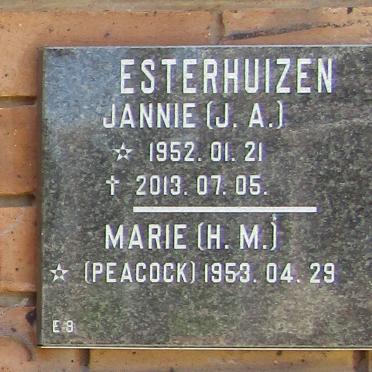 ESTERHUIZEN
JANNIE (J. A.)
☆ 1952. 01. 21
† 2013. 07. 05.
MARIE (H. M.)
☆ (PEACOCK) 1953. 04. 29
E 8